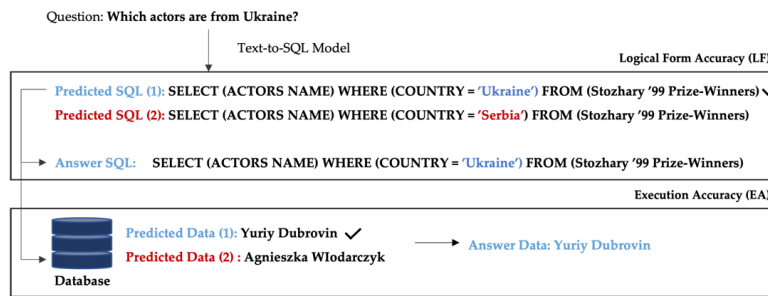 Question: Which actors are from Ukraine?
Text-to-SQL Model
Logical Form Accuracy (LF)
Predicted SQL (1): SELECT (ACTORS NAME) WHERE (COUNTRY = 'Ukraine') FROM (Stozhary '99 Prize-Winners)
Predicted SQL (2): SELECT (ACTORS NAME) WHERE (COUNTRY = 'Serbia') FROM (Stozhary '99 Prize-Winners)
Answer SQL: SELECT (ACTORS NAME) WHERE (COUNTRY = 'Ukraine') FROM (Stozhary '99 Prize-Winners)
Execution Accuracy (EA)
Predicted Data (1): Yuriy Dubrovin
Predicted Data (2) : Agnieszka WIodarczyk
Answer Data: Yuriy Dubrovin
Database